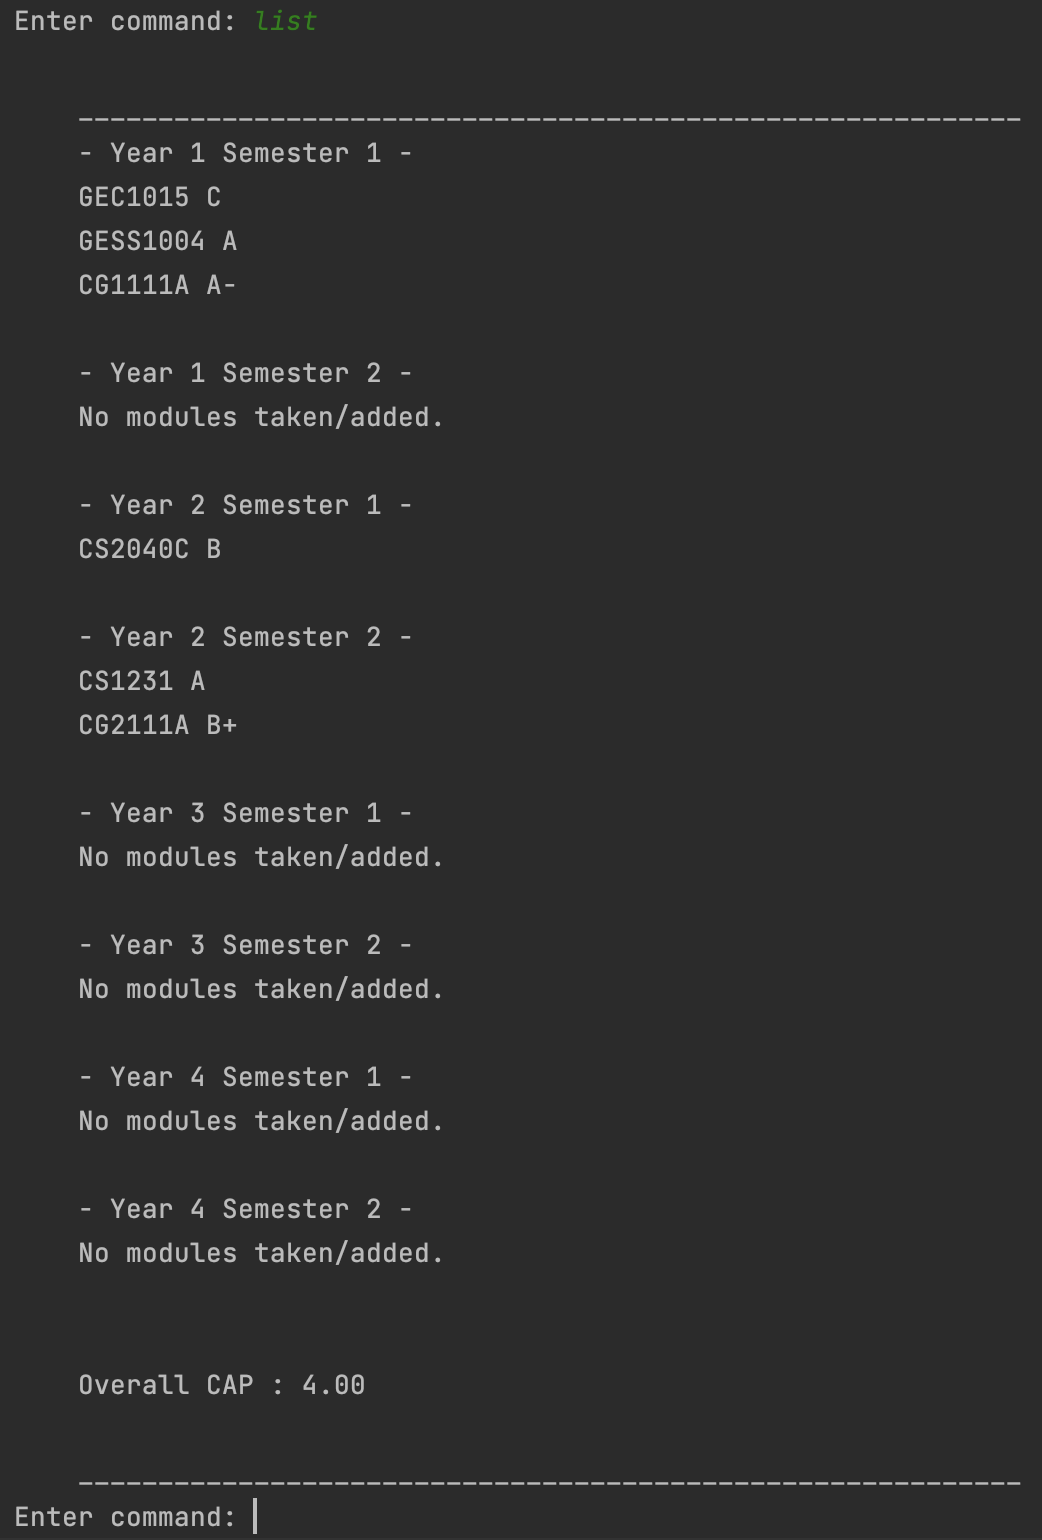 Enter command: list
___________________________________________________________
- Year 1 Semester 1 -
GEC1015 C
GESS1004 A
CG1111A A-
- Year 1 Semester 2 -
No modules taken/added.
- Year 2 Semester 1 -
CS2040C B
- Year 2 Semester 2 -
CS1231 A
CG2111A B+
- Year 3 Semester 1 -
No modules taken/added.
- Year 3 Semester 2 -
No modules taken/added.
- Year 4 Semester 1 -
No modules taken/added.
- Year 4 Semester 2 -
No modules taken/added.
Overall CAP : 4.00
___________________________________________________________
Enter command: